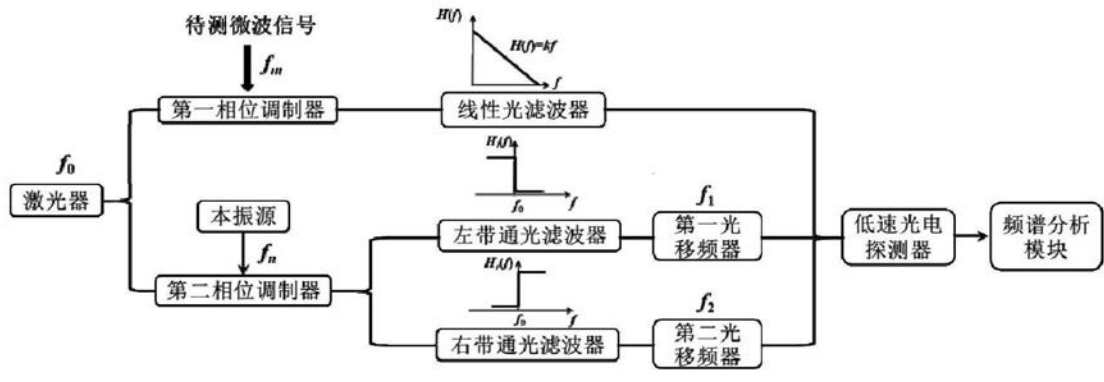 待测微波信号
fm
第一相位调制器
H(f)
H(f)=kf
f
线性光滤波器
f0
激光器
本振源
fn
第二相位调制器
Hl(f)
f0
f
左带通光滤波器
f1
第一光
移频器
Hr(f)
f0
f
右带通光滤波器
f2
第二光
移频器
低速光电
探测器
频谱分析
模块